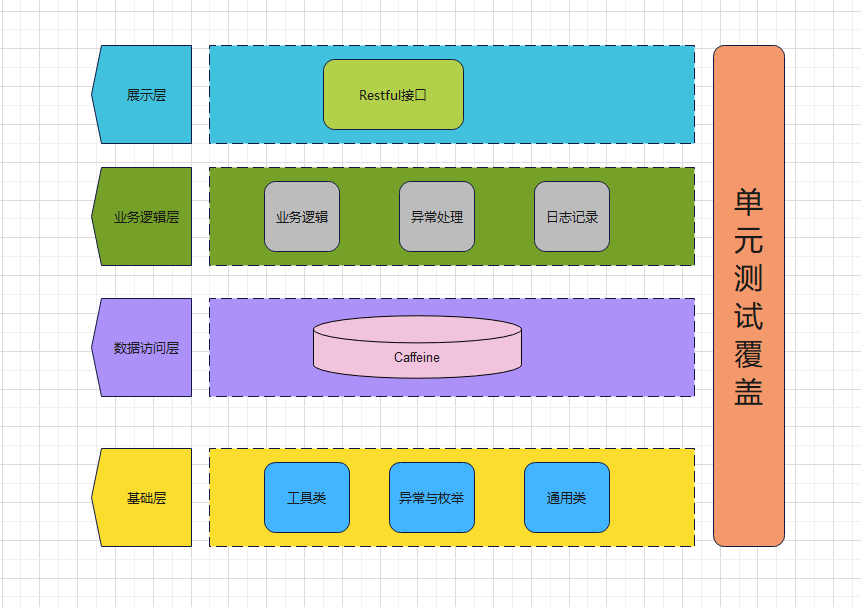 展示层
Restful接口
业务逻辑层
业务逻辑
异常处理
日志记录
数据访问层
Caffeine
基础层
工具类
异常与枚举
通用类
单元测试覆盖